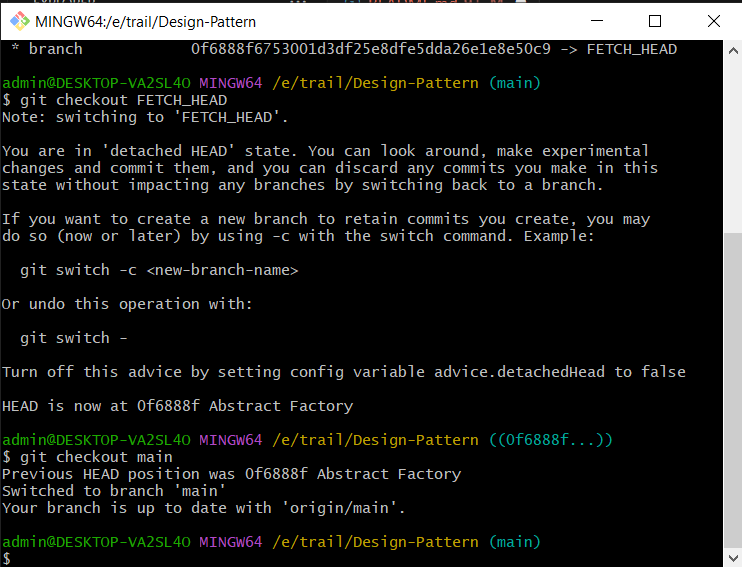 MINGW64:/e/trail/Design-Pattern
* branch            0f6888f6753001d3df25e8dfe5dda26e1e8e50c9 -> FETCH_HEAD
admin@DESKTOP-VA2SL4O MINGW64 /e/trail/Design-Pattern (main)
$ git checkout FETCH_HEAD
Note: switching to 'FETCH_HEAD'.
You are in 'detached HEAD' state. You can look around, make experimental
changes and commit them, and you can discard any commits you make in this
state without impacting any branches by switching back to a branch.
If you want to create a new branch to retain commits you create, you may
do so (now or later) by using -c with the switch command. Example:
git switch -c <new-branch-name>
Or undo this operation with:
git switch -
Turn off this advice by setting config variable advice.detachedHead to false
HEAD is now at 0f6888f Abstract Factory
admin@DESKTOP-VA2SL4O MINGW64 /e/trail/Design-Pattern ((0f6888f...))
$ git checkout main
Previous HEAD position was 0f6888f Abstract Factory
Switched to branch 'main'
Your branch is up to date with 'origin/main'.
admin@DESKTOP-VA2SL4O MINGW64 /e/trail/Design-Pattern (main)
$